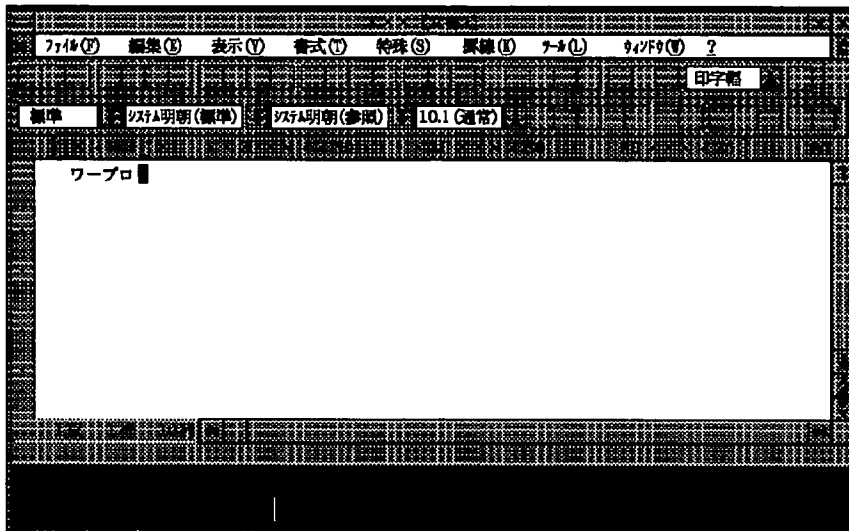 ファイル(F) 編集(E) 表示(V) 書式(T) 特殊(S) 罫線(K) ツール(L) ウィンドウ(W) ?
印字幅
標準 システム明朝(標準) システム明朝(参照) 10.1(通常)
ワープロ